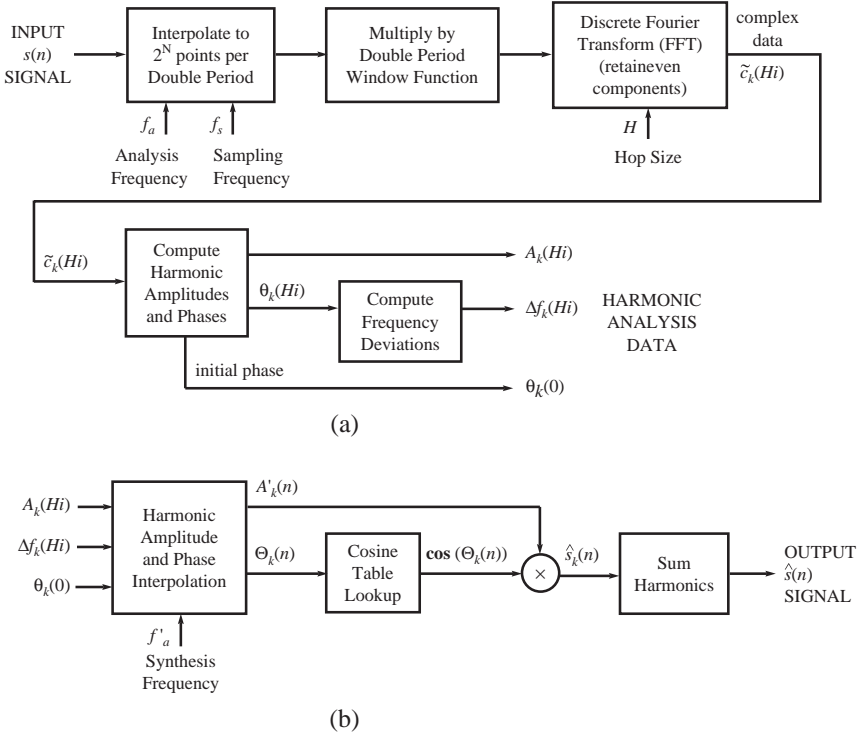 INPUT
s(n)
SIGNAL
Interpolate to
2^N points per
Double Period
Multiply by
Double Period
Window Function
Discrete Fourier
Transform (FFT)
(retaineven
components)
complex
data
c̃_k(Hi)
f_a
f_s
H
Analysis
Frequency
Sampling
Frequency
Hop Size
c̃_k(Hi)
Compute
Harmonic
Amplitudes
and Phases
A_k(Hi)
θ_k(Hi)
Compute
Frequency
Deviations
Δf_k(Hi)
HARMONIC
ANALYSIS
DATA
initial phase
θ_k(0)
(a)
A_k(Hi)
Δf_k(Hi)
θ_k(0)
Harmonic
Amplitude
and Phase
Interpolation
A'_k(n)
Θ_k(n)
Cosine
Table
Lookup
cos (Θ_k(n))
×
ŝ_k(n)
Sum
Harmonics
OUTPUT
ŝ(n)
SIGNAL
f'_a
Synthesis
Frequency
(b)